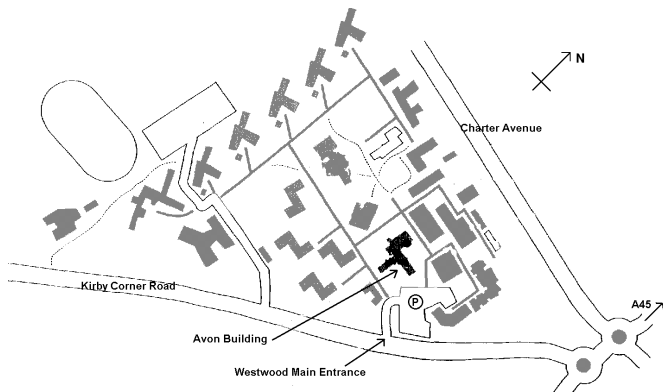 N
Charter Avenue
Kirby Corner Road
A45
P
Avon Building
Westwood Main Entrance